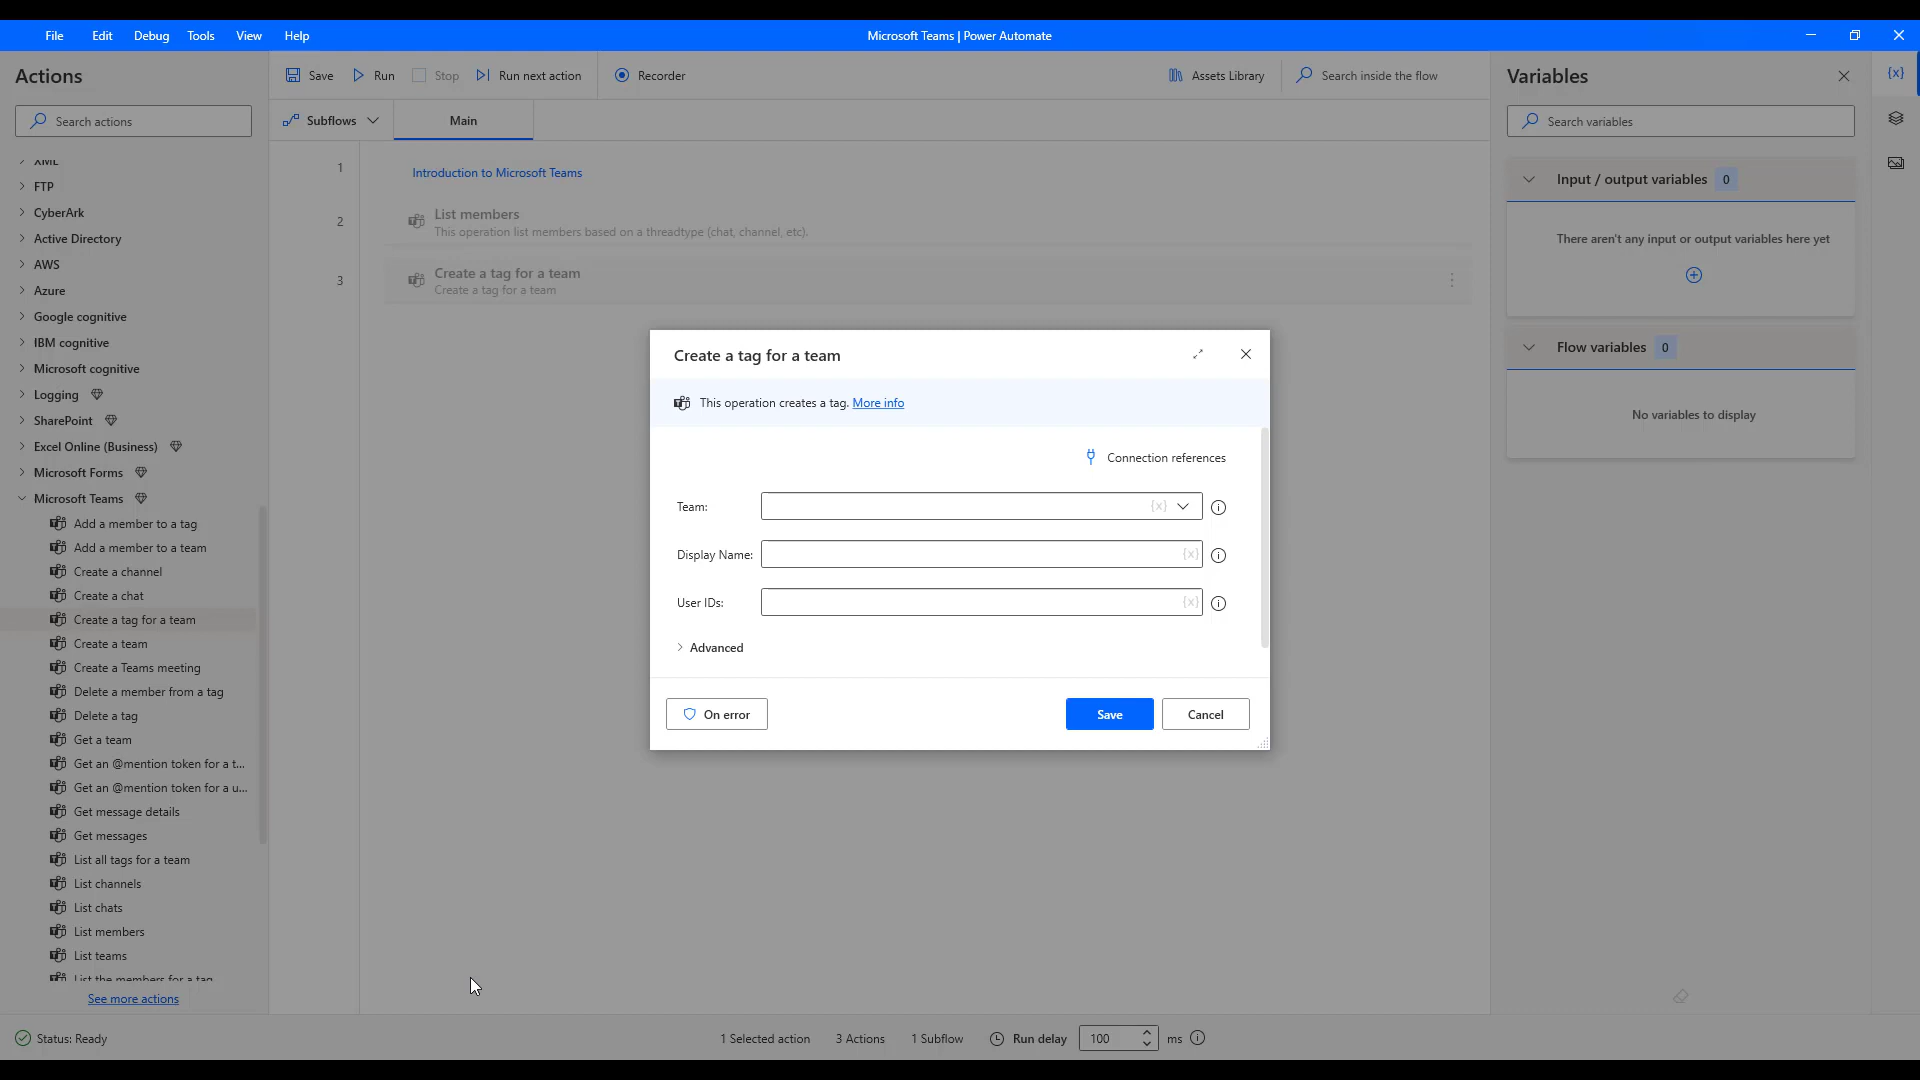 File Edit Debug Tools View Help
Microsoft Teams | Power Automate
Actions
Search actions
XML
FTP
CyberArk
Active Directory
AWS
Azure
Google cognitive
IBM cognitive
Microsoft cognitive
Logging
SharePoint
Excel Online (Business)
Microsoft Forms
Microsoft Teams
Add a member to a tag
Add a member to a team
Create a channel
Create a chat
Create a tag for a team
Create a team
Create a Teams meeting
Delete a member from a tag
Delete a tag
Get a team
Get an @mention token for a t...
Get an @mention token for a u...
Get message details
Get messages
List all tags for a team
List channels
List chats
List members
List teams
List the members for a tag
See more actions
Save Run Stop Run next action Recorder
Assets Library Search inside the flow
Subflows Main
1 Introduction to Microsoft Teams
2 List members
This operation list members based on a threadtype (chat, channel, etc).
3 Create a tag for a team
Create a tag for a team
Create a tag for a team
This operation creates a tag. More info
Connection references
Team: {x}
Display Name: {x}
User IDs: {x}
Advanced
On error Save Cancel
Variables
{x}
Search variables
Input / output variables 0
There aren't any input or output variables here yet
Flow variables 0
No variables to display
Status: Ready 1 Selected action 3 Actions 1 Subflow Run delay 100 ms